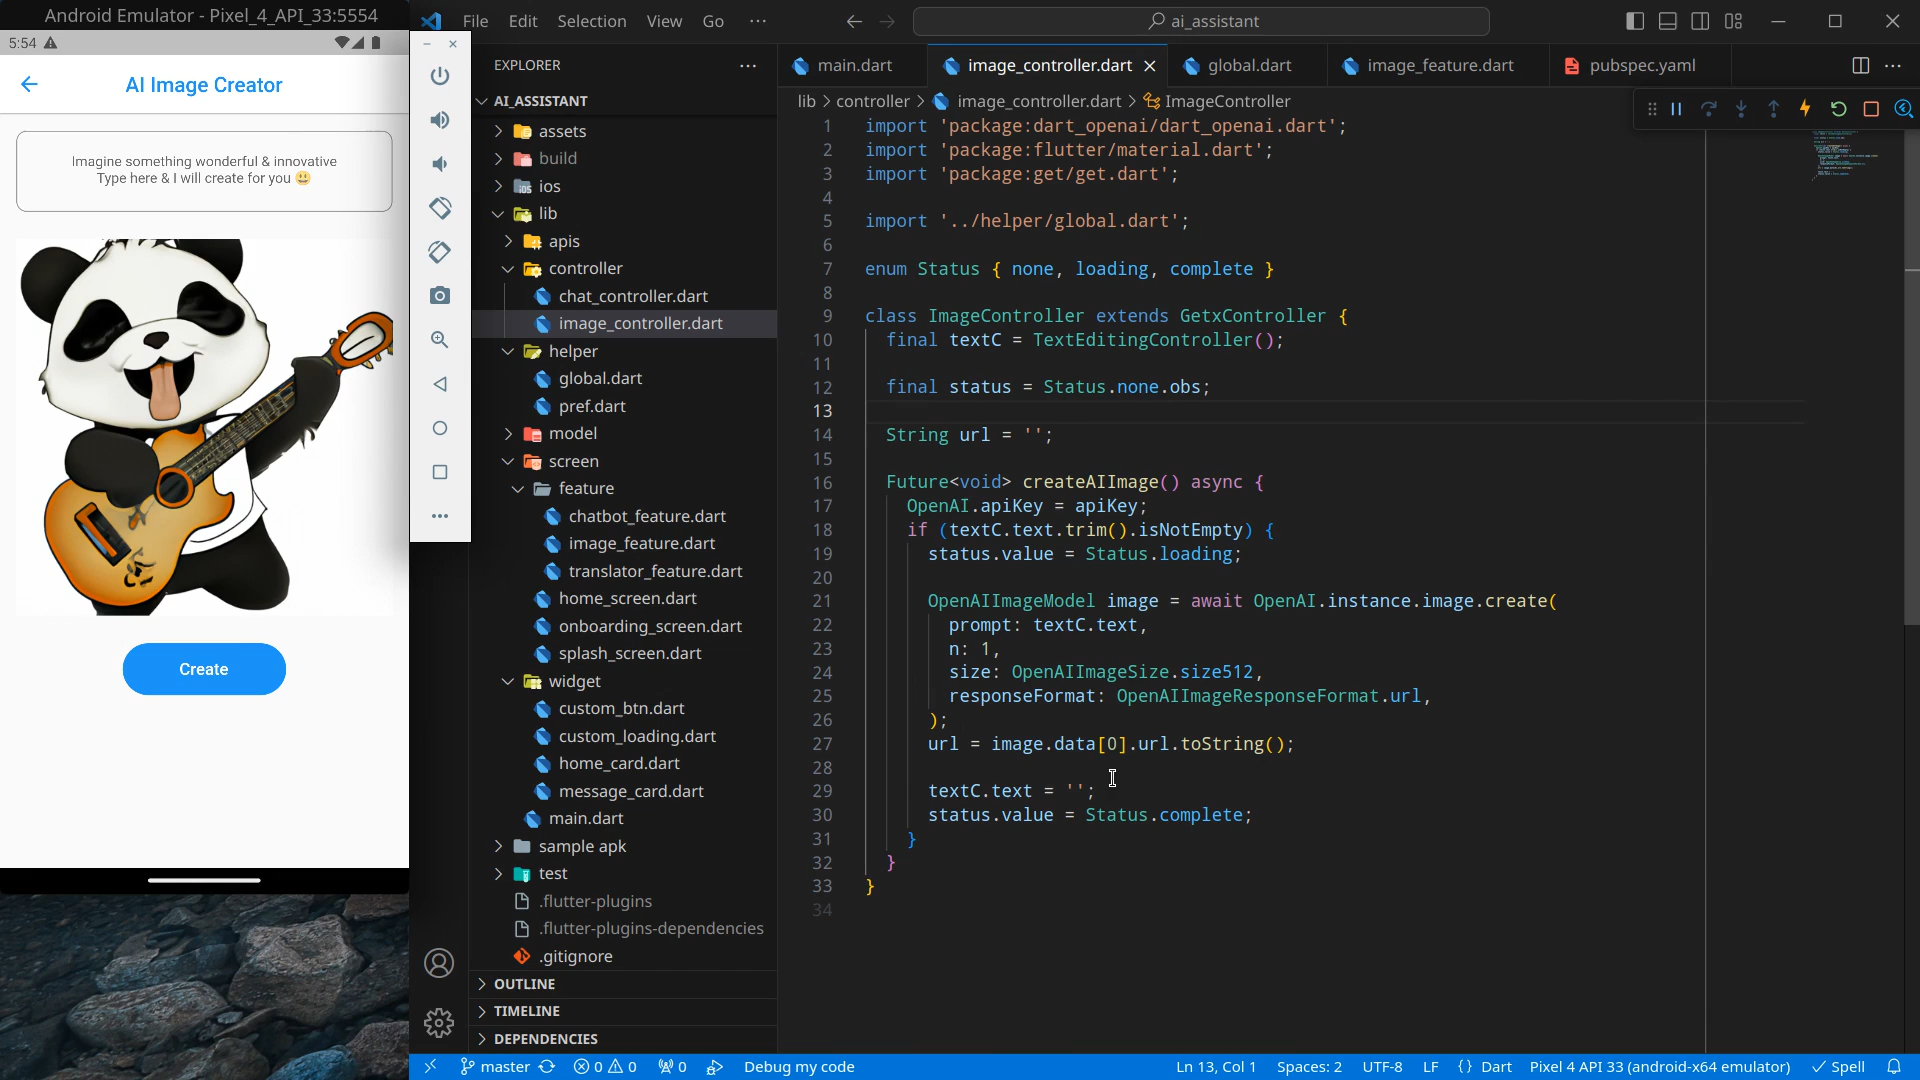 Android Emulator - Pixel_4_API_33:5554
5:54
AI Image Creator
Imagine something wonderful & innovative
Type here & I will create for you 😃
Create
File Edit Selection View Go ···
ai_assistant
EXPLORER ···
AI_ASSISTANT
assets
build
ios
lib
apis
controller
chat_controller.dart
image_controller.dart
helper
global.dart
pref.dart
model
screen
feature
chatbot_feature.dart
image_feature.dart
translator_feature.dart
home_screen.dart
onboarding_screen.dart
splash_screen.dart
widget
custom_btn.dart
custom_loading.dart
home_card.dart
message_card.dart
main.dart
sample apk
test
.flutter-plugins
.flutter-plugins-dependencies
.gitignore
OUTLINE
TIMELINE
DEPENDENCIES
main.dart image_controller.dart global.dart image_feature.dart pubspec.yaml
lib > controller > image_controller.dart > ImageController
1 import 'package:dart_openai/dart_openai.dart';
2 import 'package:flutter/material.dart';
3 import 'package:get/get.dart';
4
5 import '../helper/global.dart';
6
7 enum Status { none, loading, complete }
8
9 class ImageController extends GetxController {
10 final textC = TextEditingController();
11
12 final status = Status.none.obs;
13
14 String url = '';
15
16 Future<void> createAIImage() async {
17 OpenAI.apiKey = apiKey;
18 if (textC.text.trim().isNotEmpty) {
19 status.value = Status.loading;
20
21 OpenAIImageModel image = await OpenAI.instance.image.create(
22 prompt: textC.text,
23 n: 1,
24 size: OpenAIImageSize.size512,
25 responseFormat: OpenAIImageResponseFormat.url,
26 );
27 url = image.data[0].url.toString();
28
29 textC.text = '';
30 status.value = Status.complete;
31 }
32 }
33 }
34
master 0 0 0 Debug my code Ln 13, Col 1 Spaces: 2 UTF-8 LF {} Dart Pixel 4 API 33 (android-x64 emulator) Spell